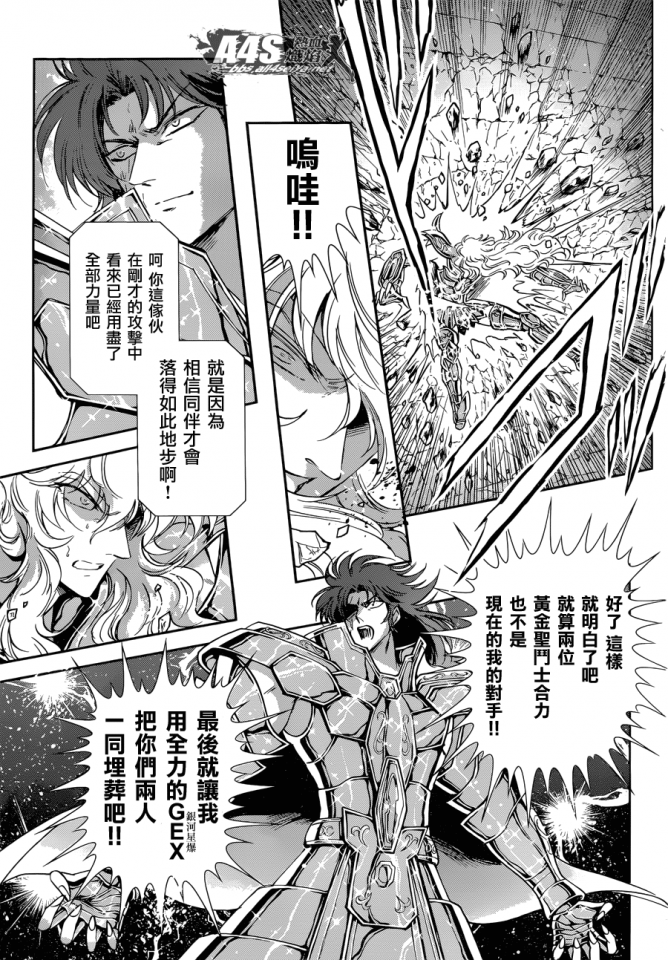 A4S
bbs.all4seiya.net
嗚哇!!
呵 你這傢伙
在剛才的攻擊中
看來已經用盡了
全部力量吧
就是因為
相信同伴才會
落得如此地步啊！
好了 這樣
就明白了吧
就算兩位
黃金聖鬥士合力
也不是
現在的我的對手!!
最後就讓我
用全力的GEX
銀河星爆
把你們兩人
一同埋葬吧!!